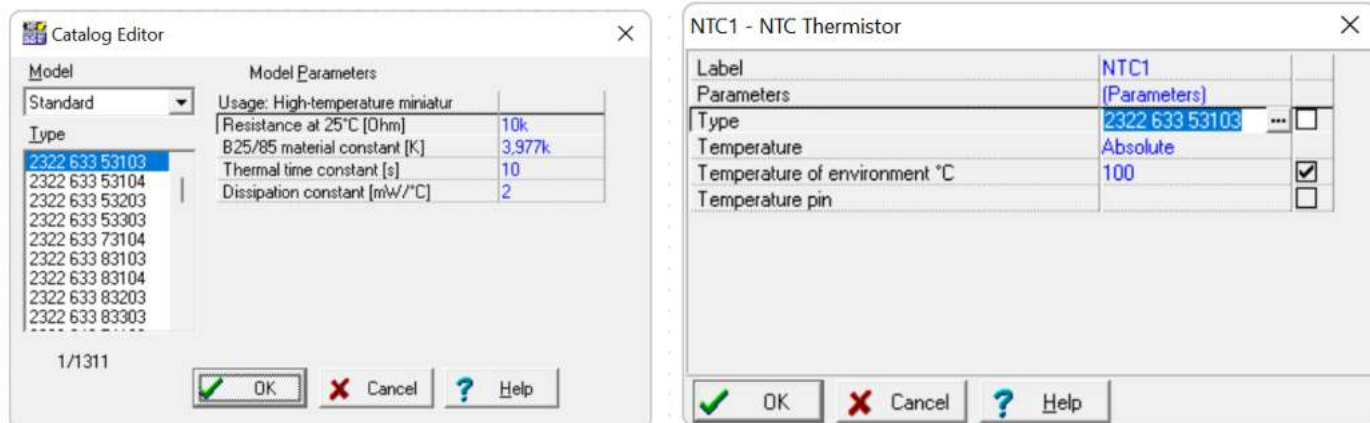 Catalog Editor
Model
Model Parameters
Standard
Usage: High-temperature miniatur
Resistance at 25°C [Ohm] 10k
Type
B25/85 material constant [K] 3,977k
Thermal time constant [s] 10
Dissipation constant [mW/°C] 2
2322 633 53103
2322 633 53104
2322 633 53203
2322 633 53303
2322 633 73104
2322 633 83103
2322 633 83104
2322 633 83203
2322 633 83303
1/1311
OK
Cancel
Help
NTC1 - NTC Thermistor
Label NTC1
Parameters (Parameters)
Type 2322 633 53103 ...
Temperature Absolute
Temperature of environment °C 100
Temperature pin
OK
Cancel
Help